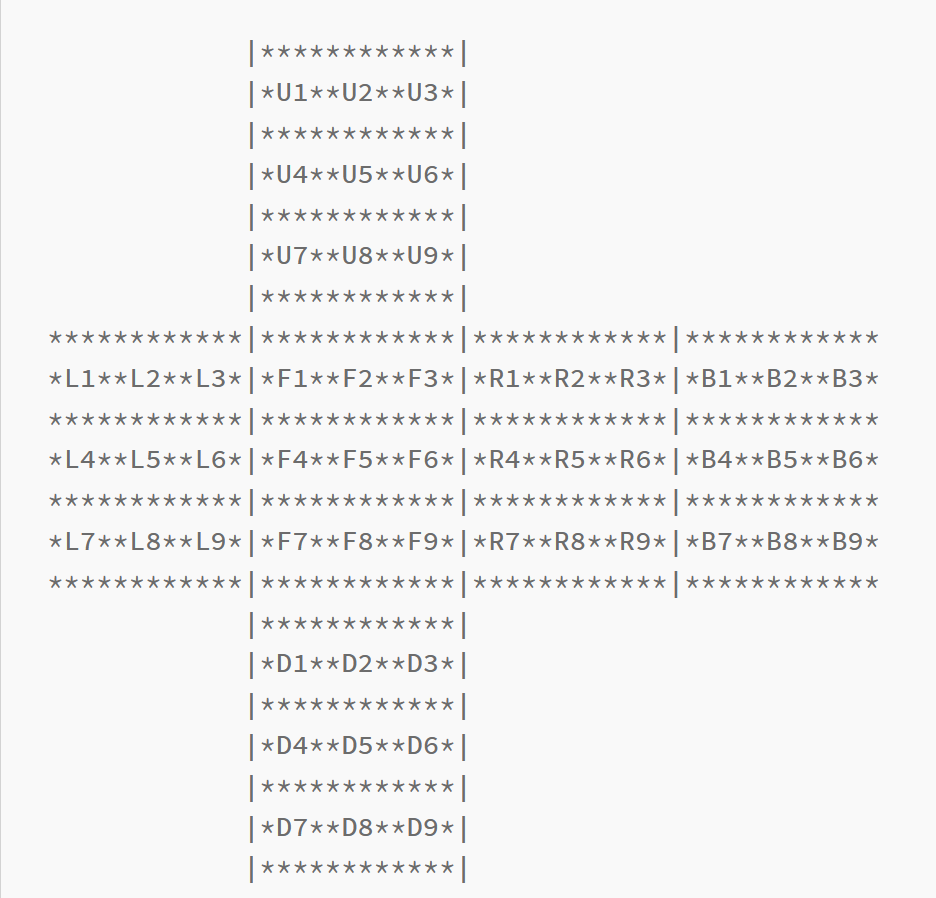 |************|
|*U1**U2**U3*|
|************|
|*U4**U5**U6*|
|************|
|*U7**U8**U9*|
|************|
************|************|************|************
*L1**L2**L3*|*F1**F2**F3*|*R1**R2**R3*|*B1**B2**B3*
************|************|************|************
*L4**L5**L6*|*F4**F5**F6*|*R4**R5**R6*|*B4**B5**B6*
************|************|************|************
*L7**L8**L9*|*F7**F8**F9*|*R7**R8**R9*|*B7**B8**B9*
************|************|************|************
|************|
|*D1**D2**D3*|
|************|
|*D4**D5**D6*|
|************|
|*D7**D8**D9*|
|************|